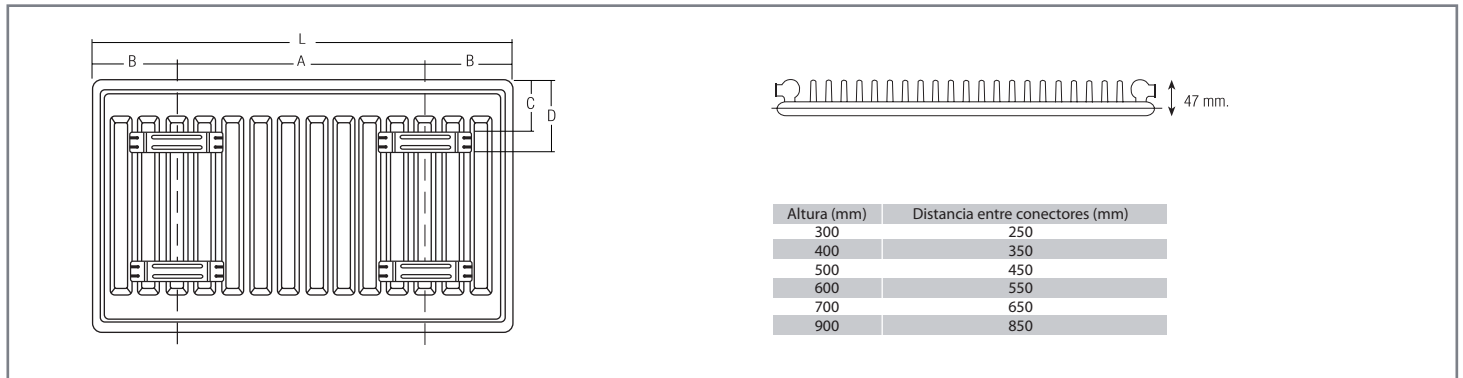 L
B A B
C
D
47 mm.
Altura (mm) Distancia entre conectores (mm)
300 250
400 350
500 450
600 550
700 650
900 850